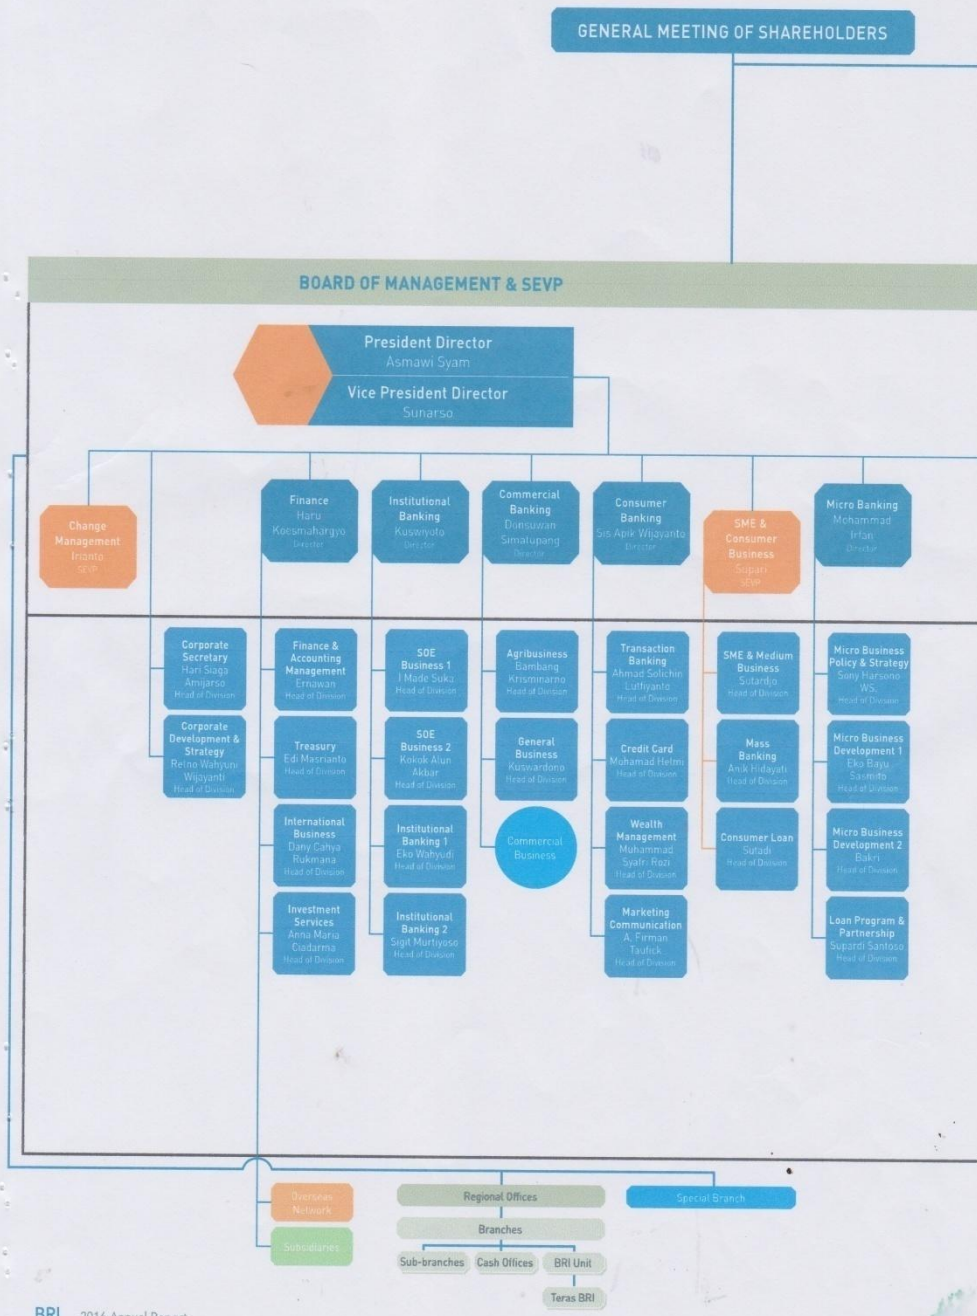 GENERAL MEETING OF SHAREHOLDERS
BOARD OF MANAGEMENT & SEVP
President Director
Asmawi Syam
Vice President Director
Sunarso
Change
Management
Irianto
SEVP
Finance
Haru
Koesmahargyo
Director
Institutional
Banking
Kuswiyoto
Director
Commercial
Banking
Donsuwan
Simatupang
Director
Consumer
Banking
Sis Apik Wijayanto
Director
SME &
Consumer
Business
Supari
SEVP
Micro Banking
Mohammad
Irfan
Director
Corporate
Secretary
Hari Siaga
Amijarso
Head of Division
Corporate
Development &
Strategy
Retno Wahyuni
Wijayanti
Head of Division
Finance &
Accounting
Management
Ernawan
Head of Division
Treasury
Edi Masrianto
Head of Division
International
Business
Dany Cahya
Rukmana
Head of Division
Investment
Services
Anna Maria
Ciadarma
Head of Division
SOE
Business 1
I Made Suka
Head of Division
SOE
Business 2
Kokok Alun
Akbar
Head of Division
Institutional
Banking 1
Eko Wahyudi
Head of Division
Institutional
Banking 2
Sigit Murtiyoso
Head of Division
Agribusiness
Bambang
Krisminarno
Head of Division
General
Business
Kuswardono
Head of Division
Commercial
Business
Transaction
Banking
Ahmad Solichin
Lutfiyanto
Head of Division
Credit Card
Mohamad Helmi
Head of Division
Wealth
Management
Muhammad
Syafri Rozi
Head of Division
Marketing
Communication
A. Firman
Taufick
Head of Division
SME & Medium
Business
Sutardjo
Head of Division
Mass
Banking
Anik Hidayati
Head of Division
Consumer Loan
Sutadi
Head of Division
Micro Business
Policy & Strategy
Sony Harsono
WS.
Head of Division
Micro Business
Development 1
Eko Bayu
Sasmito
Head of Division
Micro Business
Development 2
Bakri
Head of Division
Loan Program &
Partnership
Supardi Santoso
Head of Division
Overseas
Network
Subsidiaries
Regional Offices
Branches
Sub-branches
Cash Offices
BRI Unit
Teras BRI
Special Branch
BRI